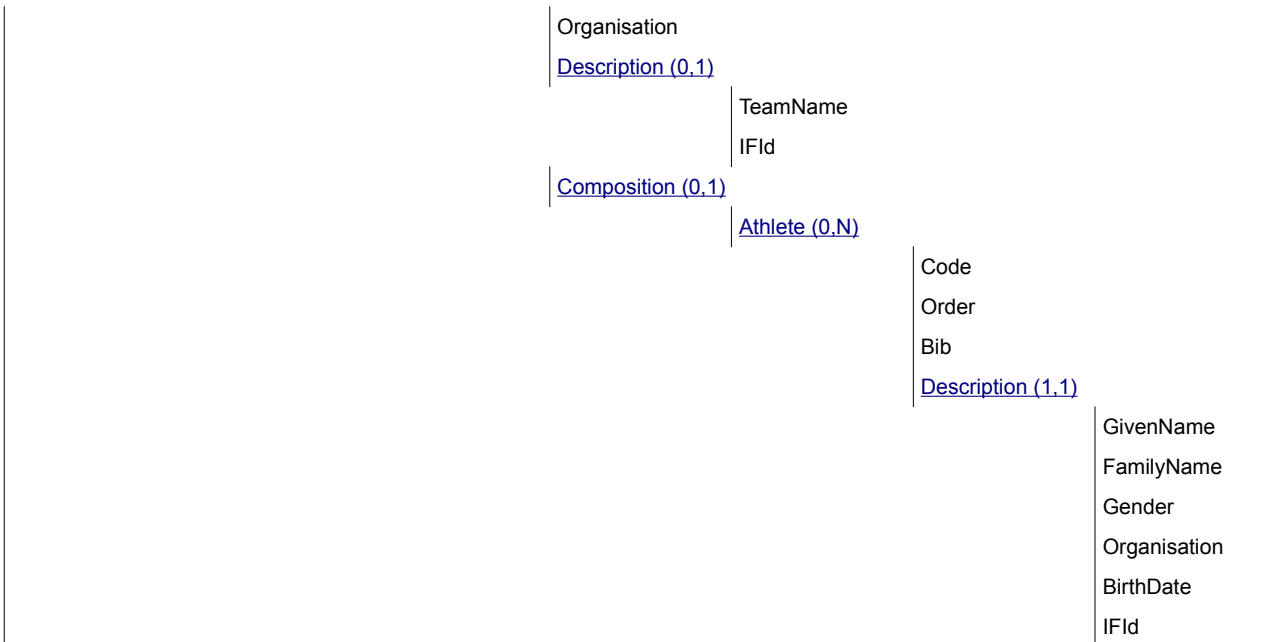 Organisation
Description (0,1)
TeamName
IFId
Composition (0,1)
Athlete (0,N)
Code
Order
Bib
Description (1,1)
GivenName
FamilyName
Gender
Organisation
BirthDate
IFId